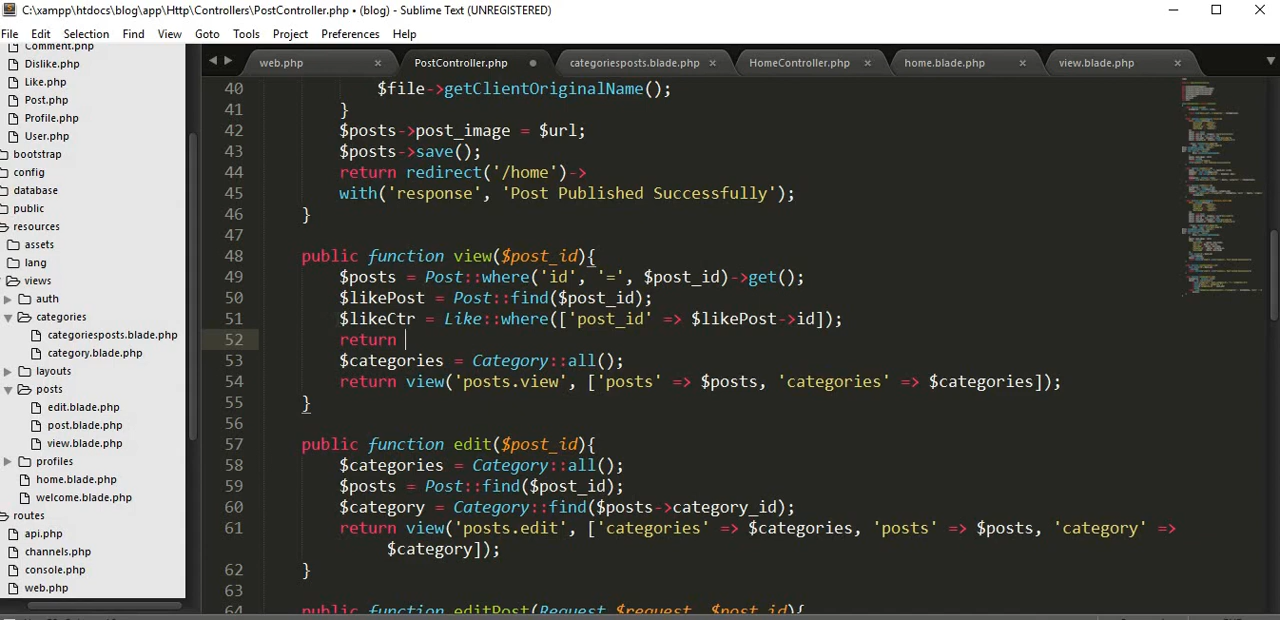 C:\xampp\htdocs\blog\app\Http\Controllers\PostController.php • (blog) - Sublime Text (UNREGISTERED)
File Edit Selection Find View Goto Tools Project Preferences Help
web.php × PostController.php categoriesposts.blade.php × HomeController.php × home.blade.php × view.blade.php ×
Comment.php
Dislike.php
Like.php
Post.php
Profile.php
User.php
bootstrap
config
database
public
resources
assets
lang
views
auth
categories
categoriesposts.blade.php
category.blade.php
layouts
posts
edit.blade.php
post.blade.php
view.blade.php
profiles
home.blade.php
welcome.blade.php
routes
api.php
channels.php
console.php
web.php
40 $file->getClientOriginalName();
41 }
42 $posts->post_image = $url;
43 $posts->save();
44 return redirect('/home')->
45 with('response', 'Post Published Successfully');
46 }
47
48 public function view($post_id){
49 $posts = Post::where('id', '=', $post_id)->get();
50 $likePost = Post::find($post_id);
51 $likeCtr = Like::where(['post_id' => $likePost->id]);
52 return
53 $categories = Category::all();
54 return view('posts.view', ['posts' => $posts, 'categories' => $categories]);
55 }
56
57 public function edit($post_id){
58 $categories = Category::all();
59 $posts = Post::find($post_id);
60 $category = Category::find($posts->category_id);
61 return view('posts.edit', ['categories' => $categories, 'posts' => $posts, 'category' =>
$category]);
62 }
63
64 public function editPost(Request $request, $post_id){